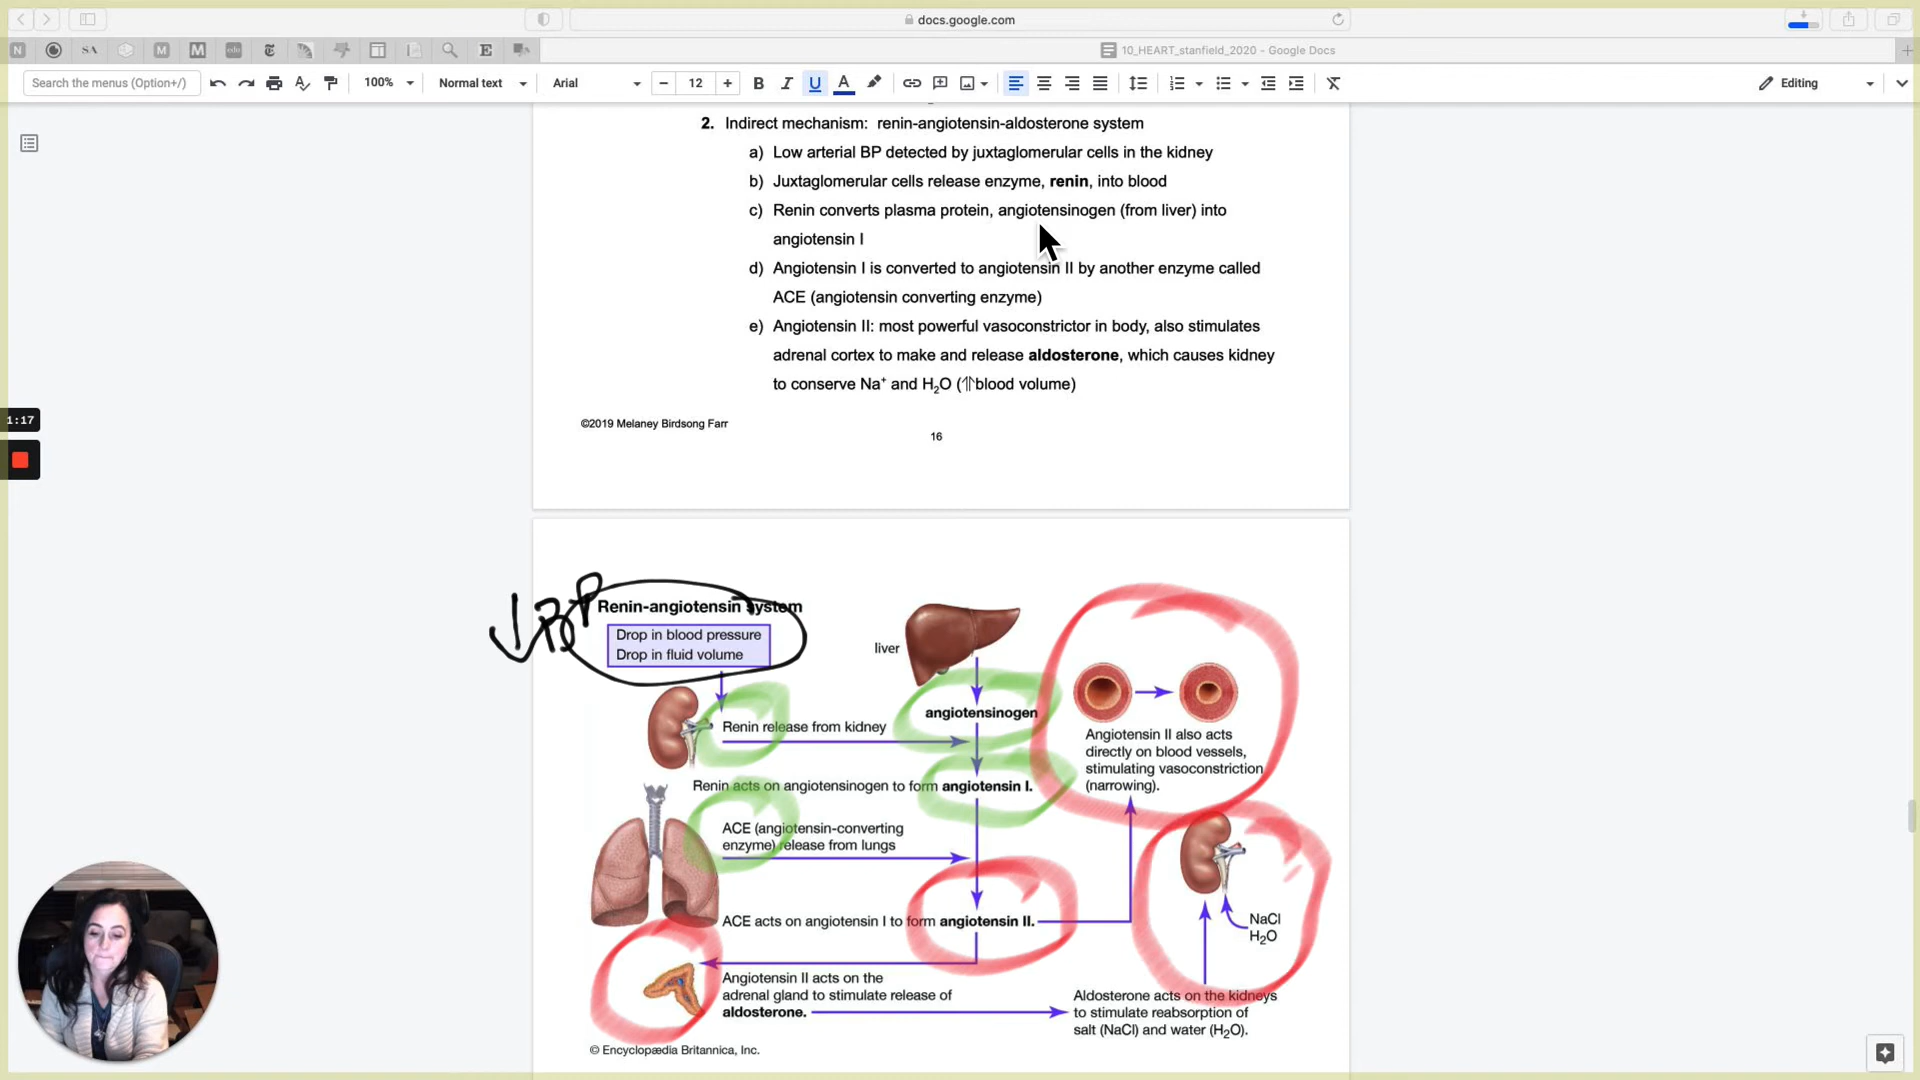 docs.google.com
N
SA
M
M
edu
E
10_HEART_stanfield_2020 - Google Docs
Search the menus (Option+/)
100%
Normal text
Arial
12
B I U A
Editing
2. Indirect mechanism: renin-angiotensin-aldosterone system
a) Low arterial BP detected by juxtaglomerular cells in the kidney
b) Juxtaglomerular cells release enzyme, renin, into blood
c) Renin converts plasma protein, angiotensinogen (from liver) into
angiotensin I
d) Angiotensin I is converted to angiotensin II by another enzyme called
ACE (angiotensin converting enzyme)
e) Angiotensin II: most powerful vasoconstrictor in body, also stimulates
adrenal cortex to make and release aldosterone, which causes kidney
to conserve Na⁺ and H₂O (⥣blood volume)
©2019 Melaney Birdsong Farr
16
1:17
↓BP
Renin-angiotensin system
Drop in blood pressure
Drop in fluid volume
liver
angiotensinogen
Renin release from kidney
Renin acts on angiotensinogen to form angiotensin I.
ACE (angiotensin-converting
enzyme) release from lungs
ACE acts on angiotensin I to form angiotensin II.
Angiotensin II acts on the
adrenal gland to stimulate release of
aldosterone.
Angiotensin II also acts
directly on blood vessels,
stimulating vasoconstriction
(narrowing).
NaCl
H₂O
Aldosterone acts on the kidneys
to stimulate reabsorption of
salt (NaCl) and water (H₂O).
© Encyclopædia Britannica, Inc.